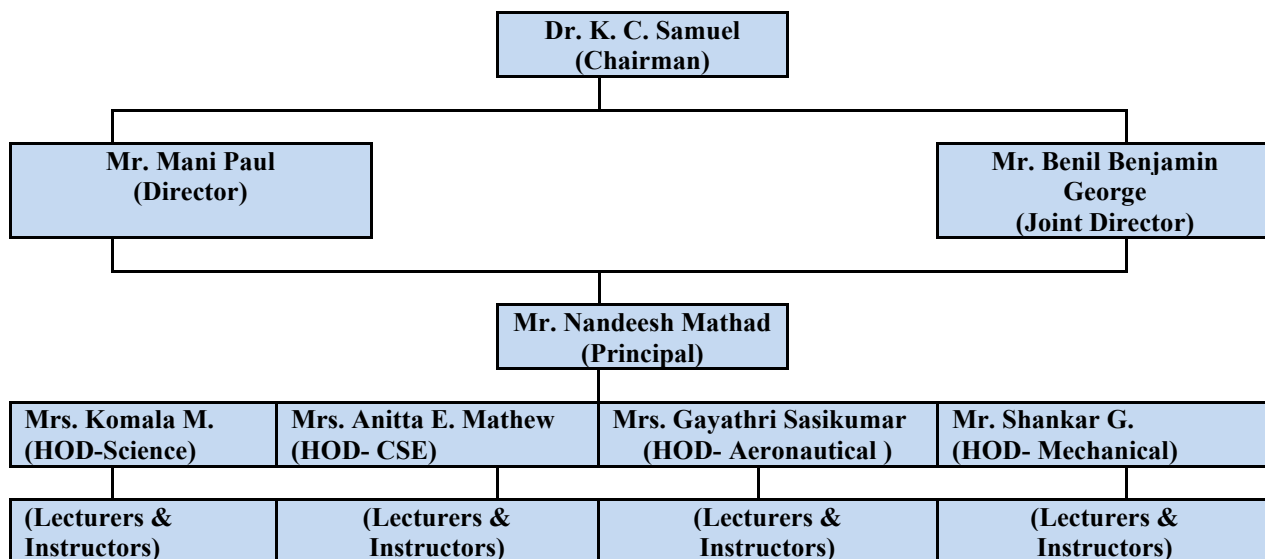 Dr. K. C. Samuel
(Chairman)
Mr. Mani Paul
(Director)
Mr. Benil Benjamin
George
(Joint Director)
Mr. Nandeesh Mathad
(Principal)
Mrs. Komala M.
(HOD-Science)
Mrs. Anitta E. Mathew
(HOD- CSE)
Mrs. Gayathri Sasikumar
(HOD- Aeronautical )
Mr. Shankar G.
(HOD- Mechanical)
(Lecturers &
Instructors)
(Lecturers &
Instructors)
(Lecturers &
Instructors)
(Lecturers &
Instructors)